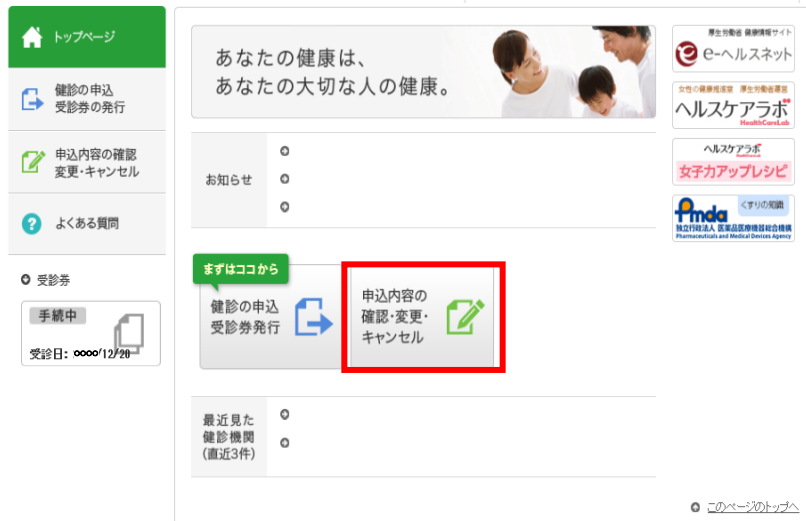 トップページ
健診の申込
受診券の発行
申込内容の確認
変更・キャンセル
よくある質問
受診券
手続中
受診日：oooo/12/20
あなたの健康は、
あなたの大切な人の健康。
お知らせ
まずはココから
健診の申込
受診券発行
申込内容の
確認・変更・
キャンセル
最近見た
健診機関
(直近3件)
厚生労働省 健康情報サイト
e-ヘルスネット
女性の健康推進室 厚生労働省運営
ヘルスケアラボ
HealthCareLab
ヘルスケアラボ
女子力アップレシピ
Pmda
くすりの知識
独立行政法人 医薬品医療機器総合機構
Pharmaceuticals and Medical Devices Agency
このページのトップへ